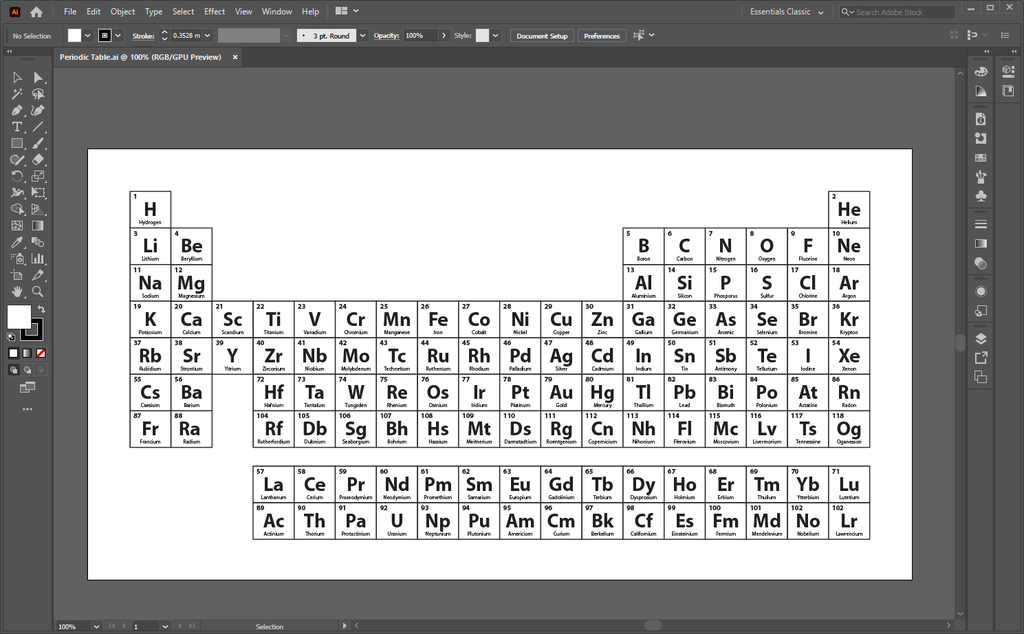 Ai File Edit Object Type Select Effect View Window Help Essentials Classic Search Adobe Stock
No Selection Stroke: 0.3528 m 3 pt. Round Opacity: 100% Style: Document Setup Preferences
Periodic Table.ai @ 100% (RGB/GPU Preview) ×
1 2
H He
Hydrogen Helium
3 4 5 6 7 8 9 10
Li Be B C N O F Ne
Lithium Beryllium Boron Carbon Nitrogen Oxygen Fluorine Neon
11 12 13 14 15 16 17 18
Na Mg Al Si P S Cl Ar
Sodium Magnesium Aluminium Silicon Phosporus Sulfur Chlorine Argon
19 20 21 22 23 24 25 26 27 28 29 30 31 32 33 34 35 36
K Ca Sc Ti V Cr Mn Fe Co Ni Cu Zn Ga Ge As Se Br Kr
Potassium Calcium Scandium Titanium Vanadium Chromium Manganese Iron Cobalt Nickel Copper Zinc Gallium Germanium Arsenic Selenium Bromine Krypton
37 38 39 40 41 42 43 44 45 46 47 48 49 50 51 52 53 54
Rb Sr Y Zr Nb Mo Tc Ru Rh Pd Ag Cd In Sn Sb Te I Xe
Rubidium Strontium Yttrium Zirconium Niobium Molybdenum Technetium Ruthenium Rhodium Palladium Silver Cadmium Indium Tin Antimony Tellurium Iodine Xenon
55 56 72 73 74 75 76 77 78 79 80 81 82 83 84 85 86
Cs Ba Hf Ta W Re Os Ir Pt Au Hg Tl Pb Bi Po At Rn
Caesium Barium Hafnium Tantalum Tungsden Rhenium Osmium Iridium Platinum Gold Mercury Thallium Lead Bismuth Polonium Astatine Radon
87 88 104 105 106 107 108 109 110 111 112 113 114 115 116 117 118
Fr Ra Rf Db Sg Bh Hs Mt Ds Rg Cn Nh Fl Mc Lv Ts Og
Francium Radium Rutherfordium Dubnium Seaborgium Bohrium Hassium Meitnerium Damstadtium Roentgenium Copernicium Nihonium Flerovium Moscovium Livermorium Tennessine Oganesson
57 58 59 60 61 62 63 64 65 66 67 68 69 70 71
La Ce Pr Nd Pm Sm Eu Gd Tb Dy Ho Er Tm Yb Lu
Lanthanum Cerium Praseodymium Neodymium Promethium Samarium Europium Gadolinium Terbium Dysprosium Holmium Erbium Thulium Ytterbium Lutetium
89 90 91 92 93 94 95 96 97 98 99 100 101 102 102
Ac Th Pa U Np Pu Am Cm Bk Cf Es Fm Md No Lr
Actinium Thorium Protactinium Uranium Neptunium Plutonium Americium Curium Berkelium Califomium Einsteinium Fermium Mendelevium Nobelium Lawrencium
100% 1 Selection